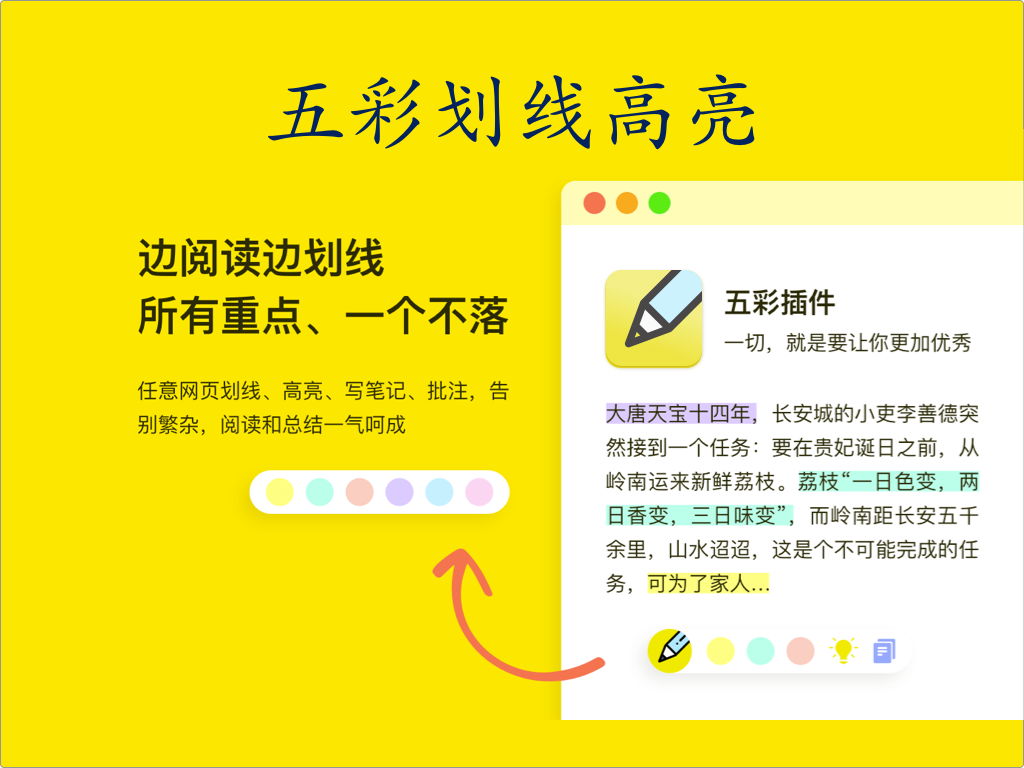 五彩划线高亮
边阅读边划线
所有重点、一个不落
任意网页划线、高亮、写笔记、批注，告
别繁杂，阅读和总结一气呵成
五彩插件
一切，就是要让你更加优秀
大唐天宝十四年，长安城的小吏李善德突
然接到一个任务：要在贵妃诞日之前，从
岭南运来新鲜荔枝。荔枝“一日色变，两
日香变，三日味变”，而岭南距长安五千
余里，山水迢迢，这是个不可能完成的任
务，可为了家人…